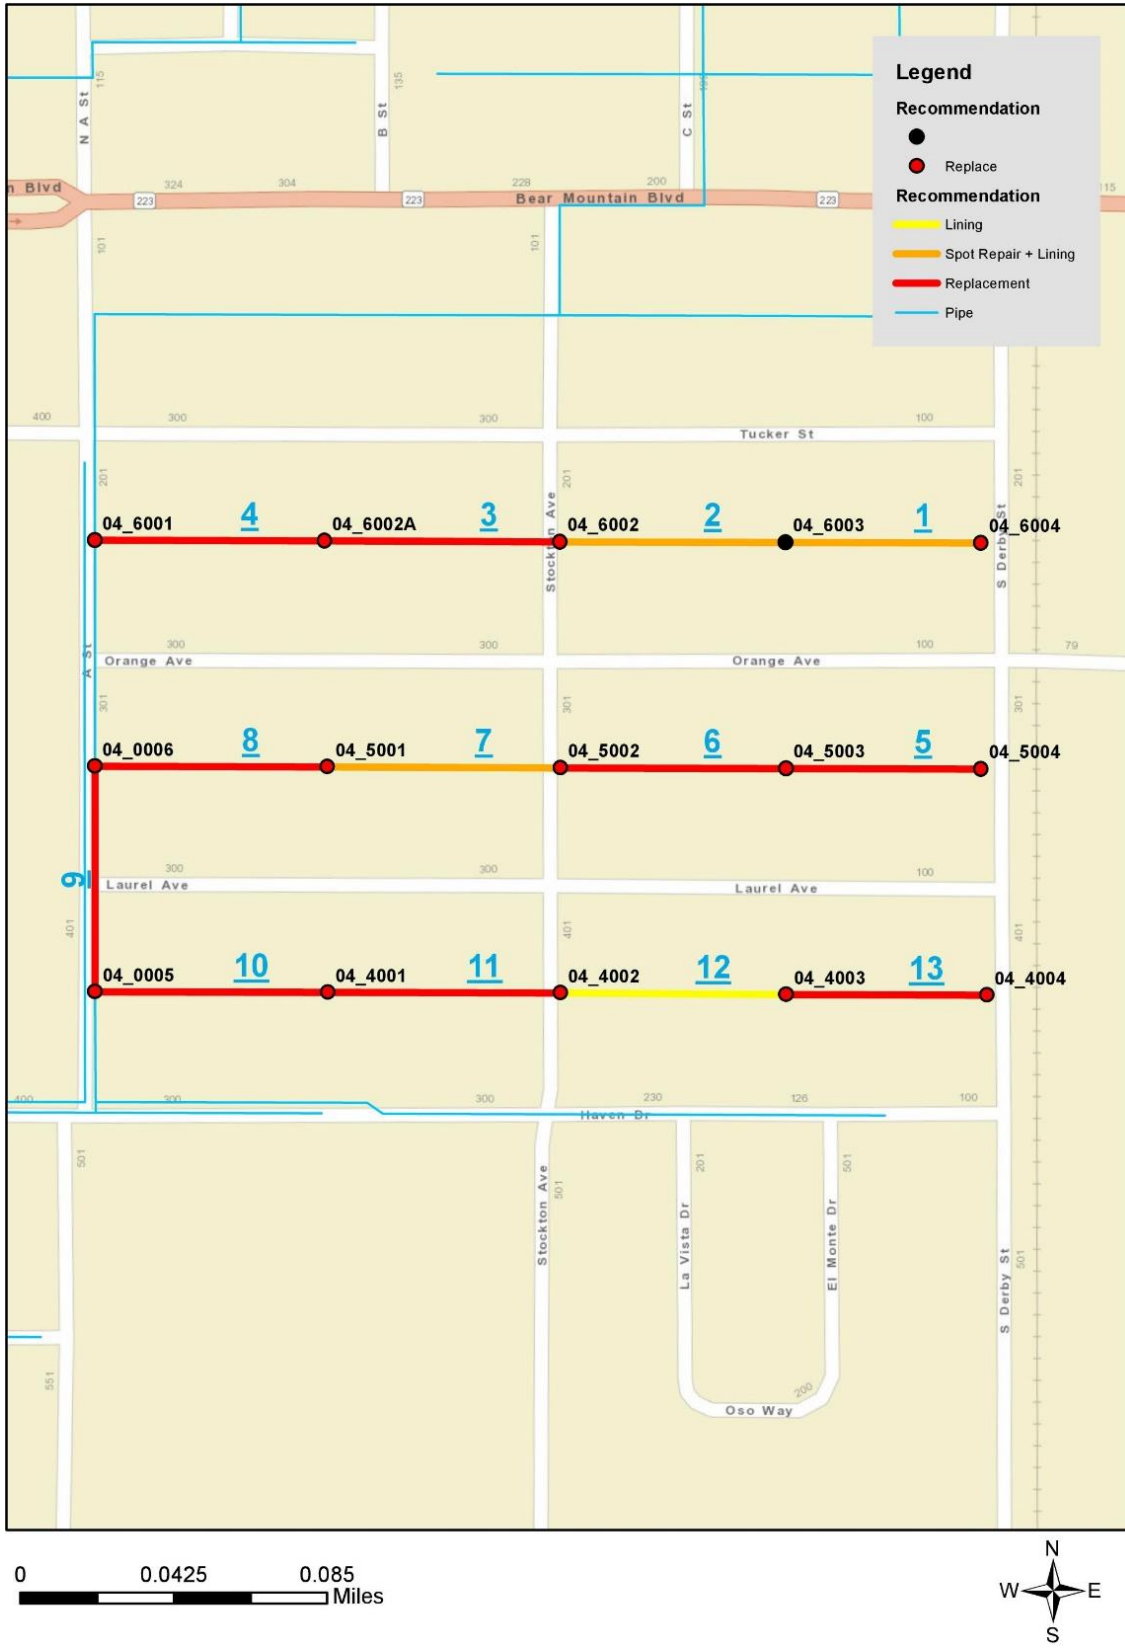 115
135
195
N A St
B St
C St
Legend
Recommendation
Replace
Recommendation
Lining
Spot Repair + Lining
Replacement
Pipe
n Blvd
324
304
228
200
115
223
223
Bear Mountain Blvd
223
101
101
400
300
300
100
Tucker St
201
201
201
Stockton Ave
S Derby St
4
3
2
1
04_6001
04_6002A
04_6002
04_6003
04_6004
A St
300
300
100
79
Orange Ave
Orange Ave
301
301
301
8
7
6
5
04_0006
04_5001
04_5002
04_5003
04_5004
9
300
300
100
Laurel Ave
Laurel Ave
401
401
401
10
11
12
13
04_0005
04_4001
04_4002
04_4003
04_4004
400
300
300
230
126
100
Haven Dr
501
501
201
501
501
Stockton Ave
La Vista Dr
El Monte Dr
S Derby St
551
200
Oso Way
0
0.0425
0.085
Miles
N
W
E
S